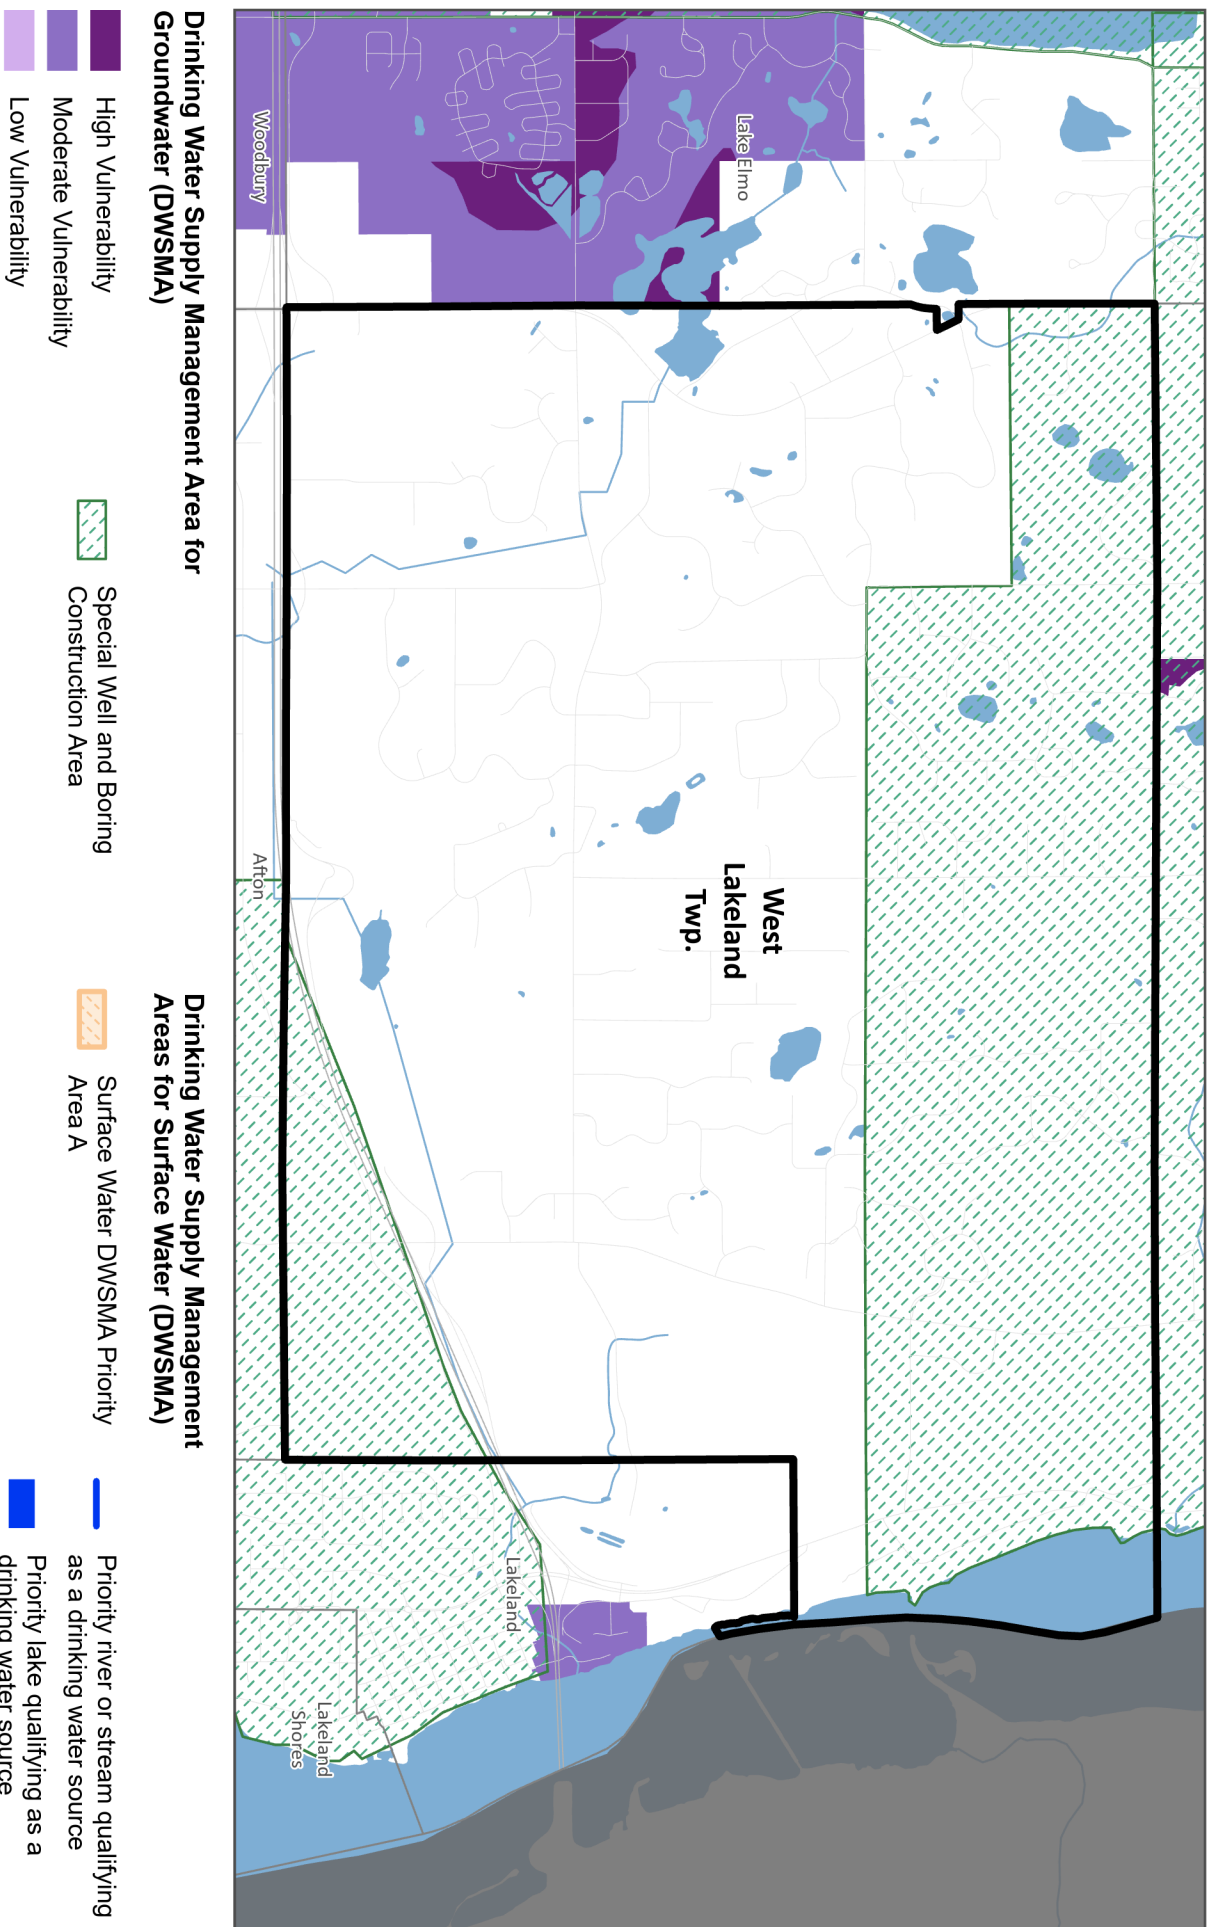 Woodbury
Lake Elmo
West
Lakeland
Twp.
Afton
Lakeland
Lakeland
Shores
Drinking Water Supply Management Area for
Groundwater (DWSMA)
High Vulnerability
Moderate Vulnerability
Low Vulnerability
Special Well and Boring
Construction Area
Drinking Water Supply Management
Areas for Surface Water (DWSMA)
Surface Water DWSMA Priority
Area A
Priority river or stream qualifying
as a drinking water source
Priority lake qualifying as a
drinking water source